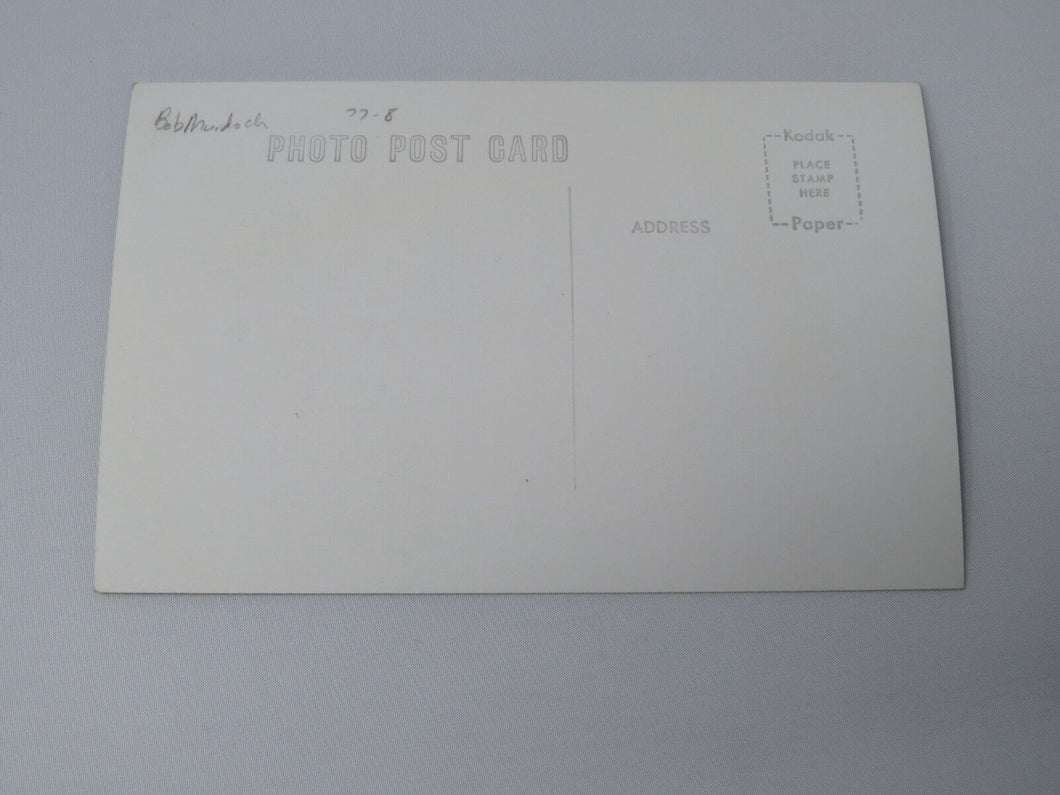 Bob Murdoch 77-8
PHOTO POST CARD
Kodak
PLACE
STAMP
HERE
Paper
ADDRESS